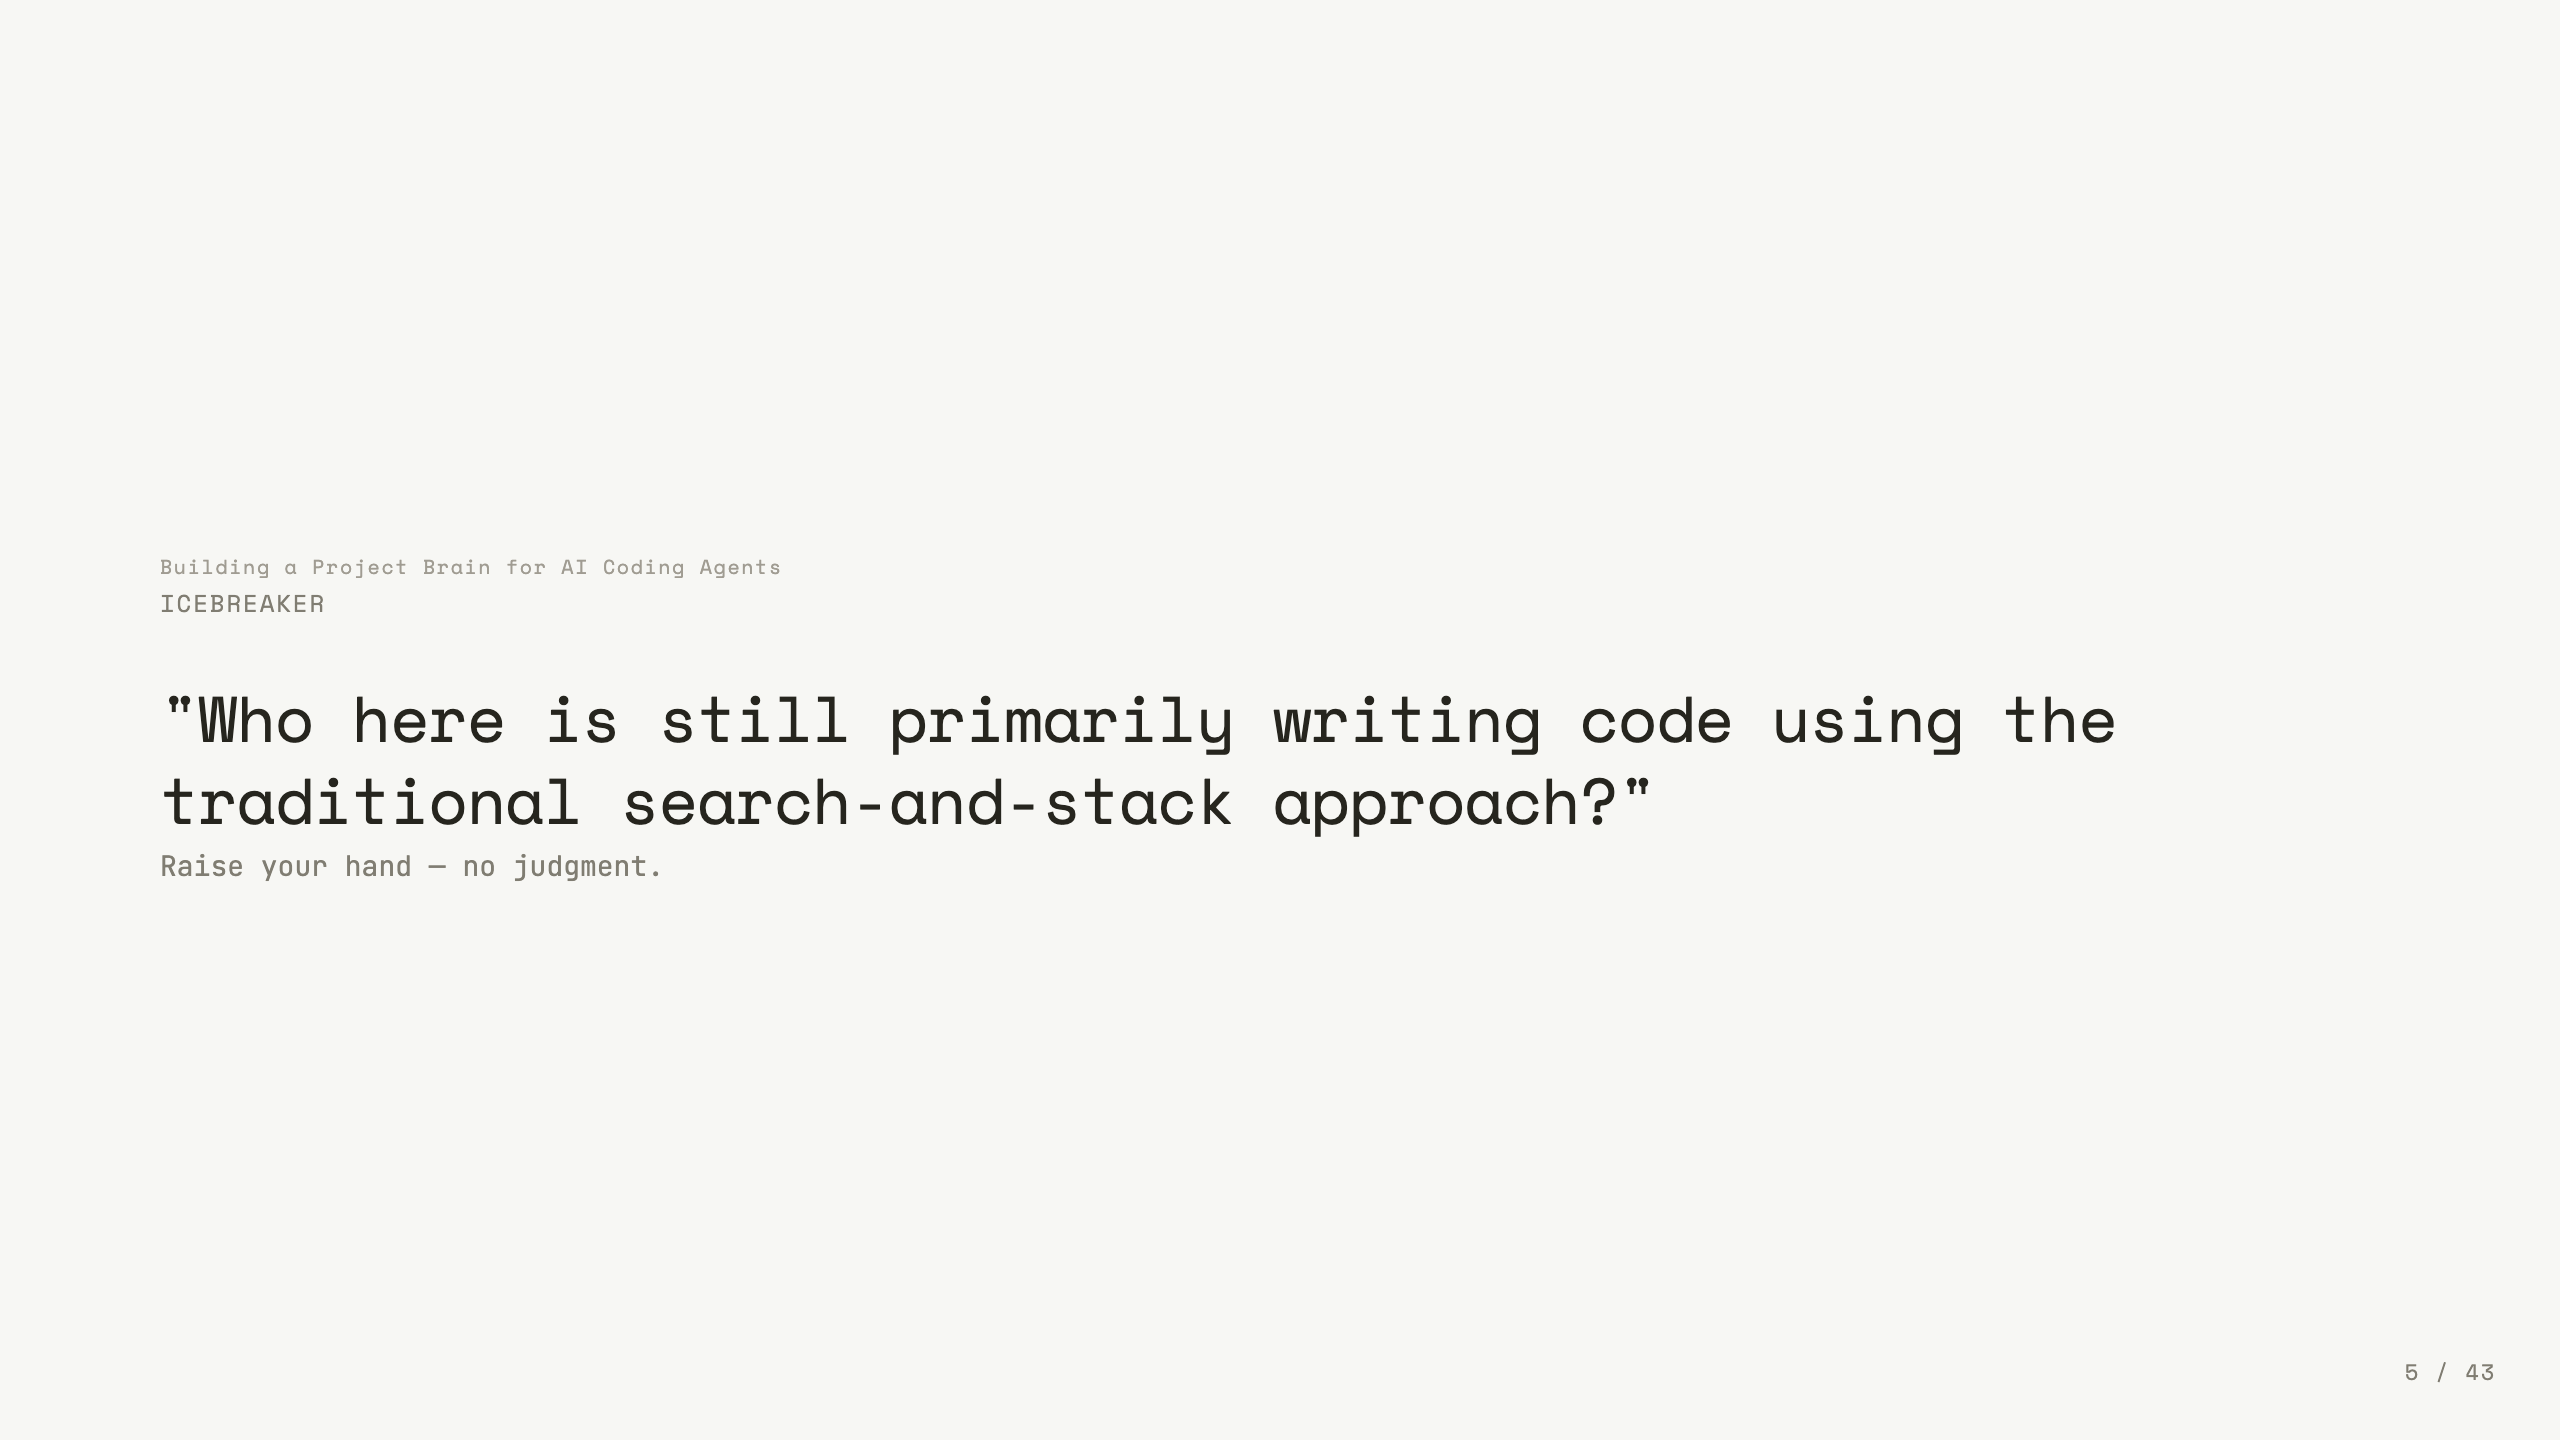 Building a Project Brain for AI Coding Agents
ICEBREAKER
"Who here is still primarily writing code using the
traditional search-and-stack approach?"
Raise your hand — no judgment.
5 / 43